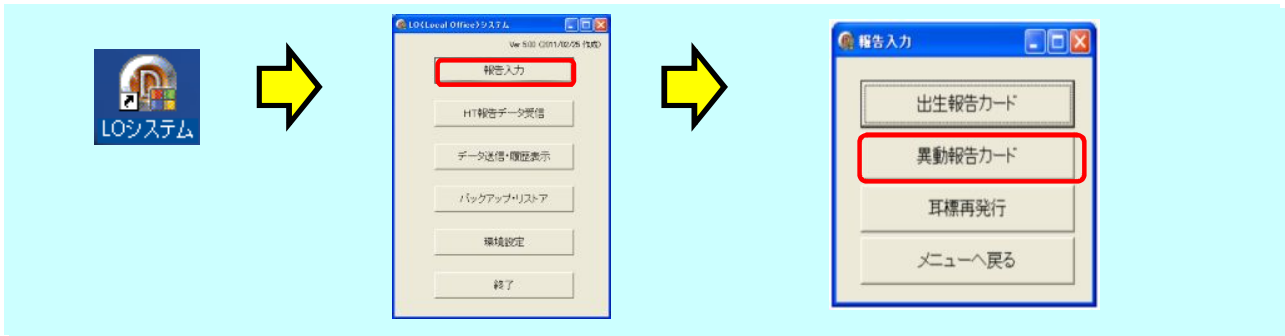 LOシステム
LO(Local Office)システム
Ver 5.00 (2011/02/25 作成)
報告入力
HT報告データ受信
データ送信・履歴表示
バックアップ・リストア
環境設定
終了
報告入力
出生報告カード
異動報告カード
耳標再発行
メニューへ戻る